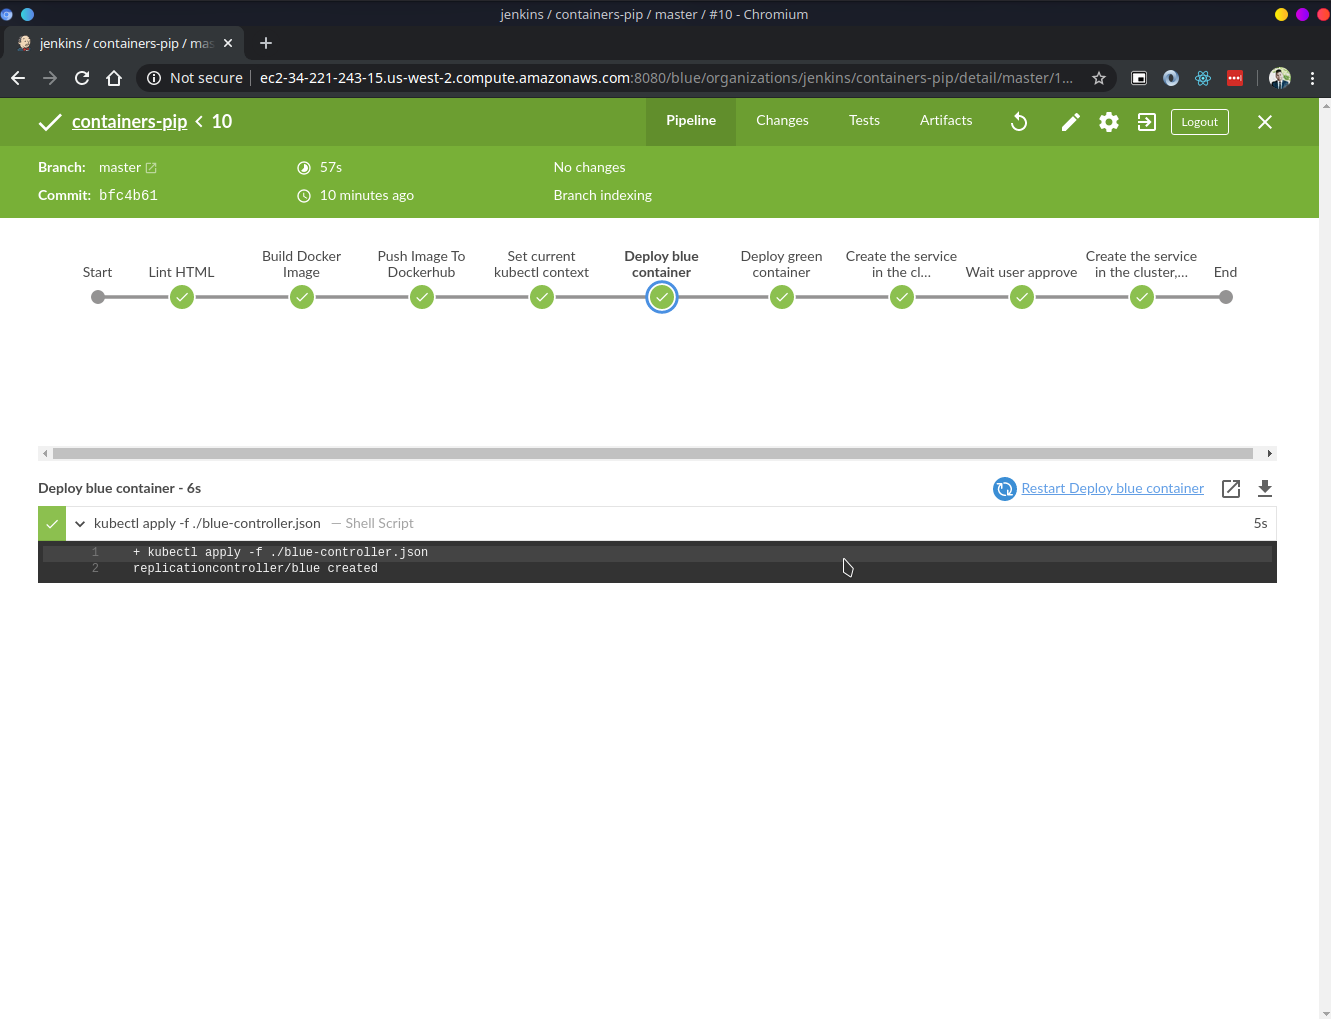 jenkins / containers-pip / master / #10 - Chromium
jenkins / containers-pip / mas
Not secure | ec2-34-221-243-15.us-west-2.compute.amazonaws.com:8080/blue/organizations/jenkins/containers-pip/detail/master/1...
containers-pip < 10
Pipeline
Changes
Tests
Artifacts
Logout
Branch: master
57s
No changes
Commit: bfc4b61
10 minutes ago
Branch indexing
Start
Lint HTML
Build Docker
Image
Push Image To
Dockerhub
Set current
kubectl context
Deploy blue
container
Deploy green
container
Create the service
in the cl...
Wait user approve
Create the service
in the cluster,...
End
Deploy blue container - 6s
Restart Deploy blue container
kubectl apply -f ./blue-controller.json — Shell Script
5s
1 + kubectl apply -f ./blue-controller.json
2 replicationcontroller/blue created